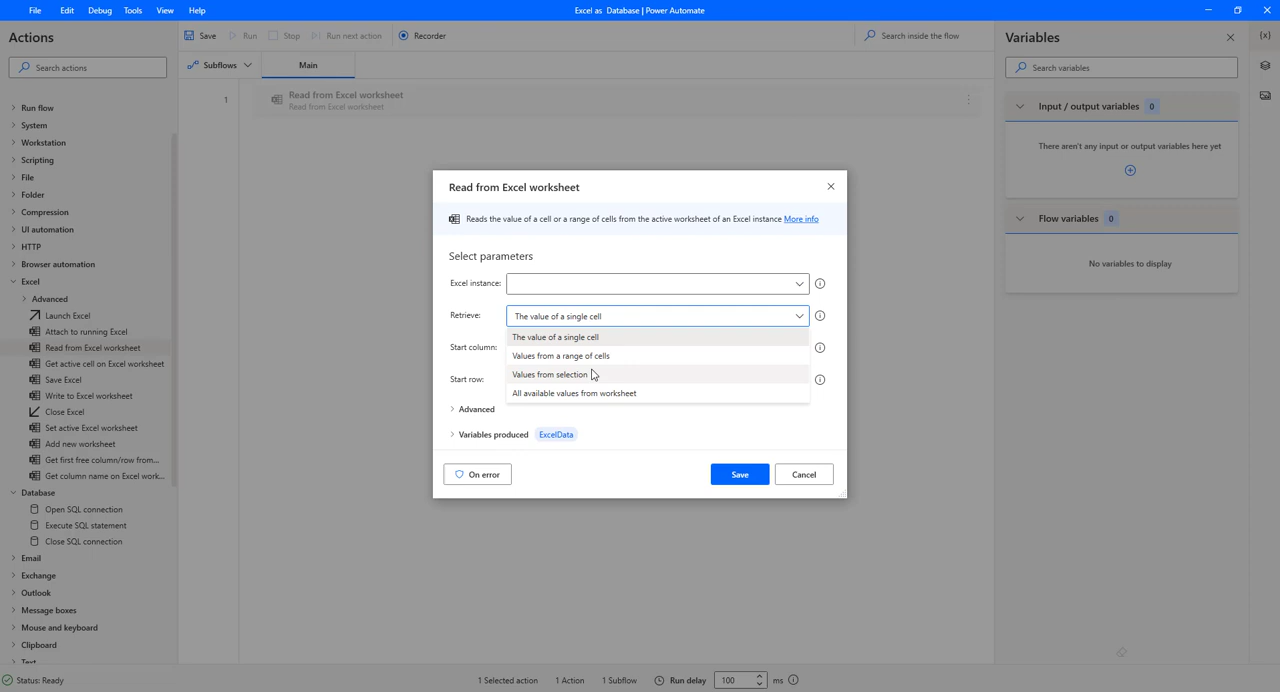 File Edit Debug Tools View Help Excel as Database | Power Automate
Actions
Search actions
Run flow
System
Workstation
Scripting
File
Folder
Compression
UI automation
HTTP
Browser automation
Excel
Advanced
Launch Excel
Attach to running Excel
Read from Excel worksheet
Get active cell on Excel worksheet
Save Excel
Write to Excel worksheet
Close Excel
Set active Excel worksheet
Add new worksheet
Get first free column/row from...
Get column name on Excel work...
Database
Open SQL connection
Execute SQL statement
Close SQL connection
Email
Exchange
Outlook
Message boxes
Mouse and keyboard
Clipboard
Text
Save Run Stop Run next action Recorder Search inside the flow
Subflows Main
1 Read from Excel worksheet
Read from Excel worksheet
Read from Excel worksheet
Reads the value of a cell or a range of cells from the active worksheet of an Excel instance More info
Select parameters
Excel instance:
Retrieve: The value of a single cell
The value of a single cell
Start column:
Values from a range of cells
Values from selection
Start row:
All available values from worksheet
Advanced
Variables produced ExcelData
On error Save Cancel
Variables {x}
Search variables
Input / output variables 0
There aren't any input or output variables here yet
Flow variables 0
No variables to display
Status: Ready 1 Selected action 1 Action 1 Subflow Run delay 100 ms